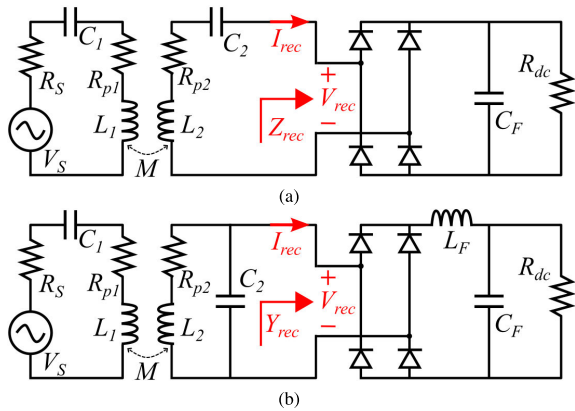 C1
RS
Rp1
L1
VS
M
Rp2
L2
C2
Irec
+
Vrec
−
Zrec
CF
Rdc
(a)
C1
RS
Rp1
L1
VS
M
Rp2
L2
C2
Irec
+
Vrec
−
Yrec
LF
CF
Rdc
(b)